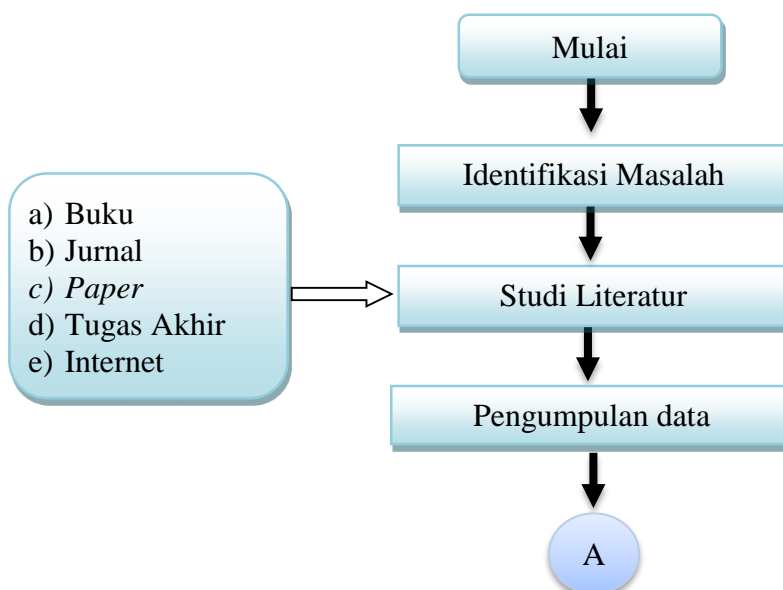 Mulai
Identifikasi Masalah
a) Buku
b) Jurnal
c) Paper
d) Tugas Akhir
e) Internet
Studi Literatur
Pengumpulan data
A